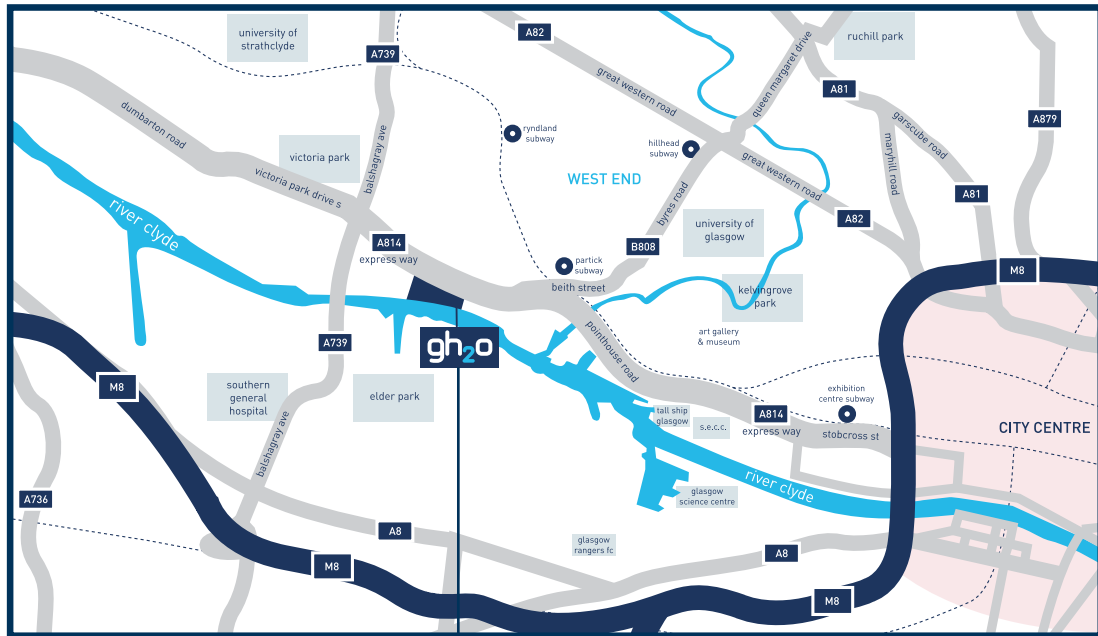 university of
strathclyde
A739
A82
ruchill park
queen margaret drive
great western road
A81
A879
dumbarton road
ryndland
subway
hillhead
subway
garscube road
maryhill road
victoria park
balshagray ave
WEST END
great western road
victoria park drive s
byres road
A81
river clyde
university of
glasgow
A82
A814
express way
B808
partick
subway
beith street
M8
kelvingrove
park
pointhouse road
art gallery
& museum
A739
gh2o
M8
southern
general
hospital
elder park
exhibition
centre subway
tall ship
glasgow
s.e.c.c.
A814
express way
stobcross st
CITY CENTRE
balshagray ave
A736
river clyde
glasgow
science centre
A8
glasgow
rangers fc
A8
M8
M8